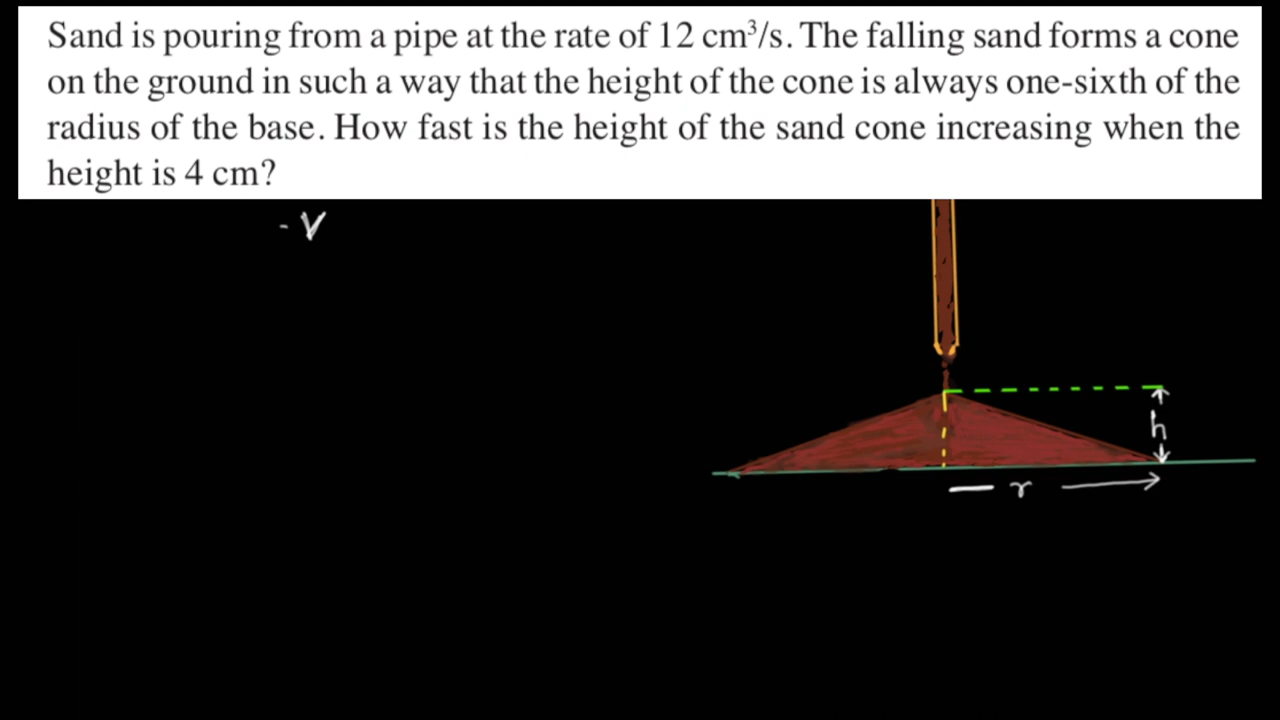 Sand is pouring from a pipe at the rate of 12 cm³/s. The falling sand forms a cone
on the ground in such a way that the height of the cone is always one-sixth of the
radius of the base. How fast is the height of the sand cone increasing when the
height is 4 cm?
- V
h
r